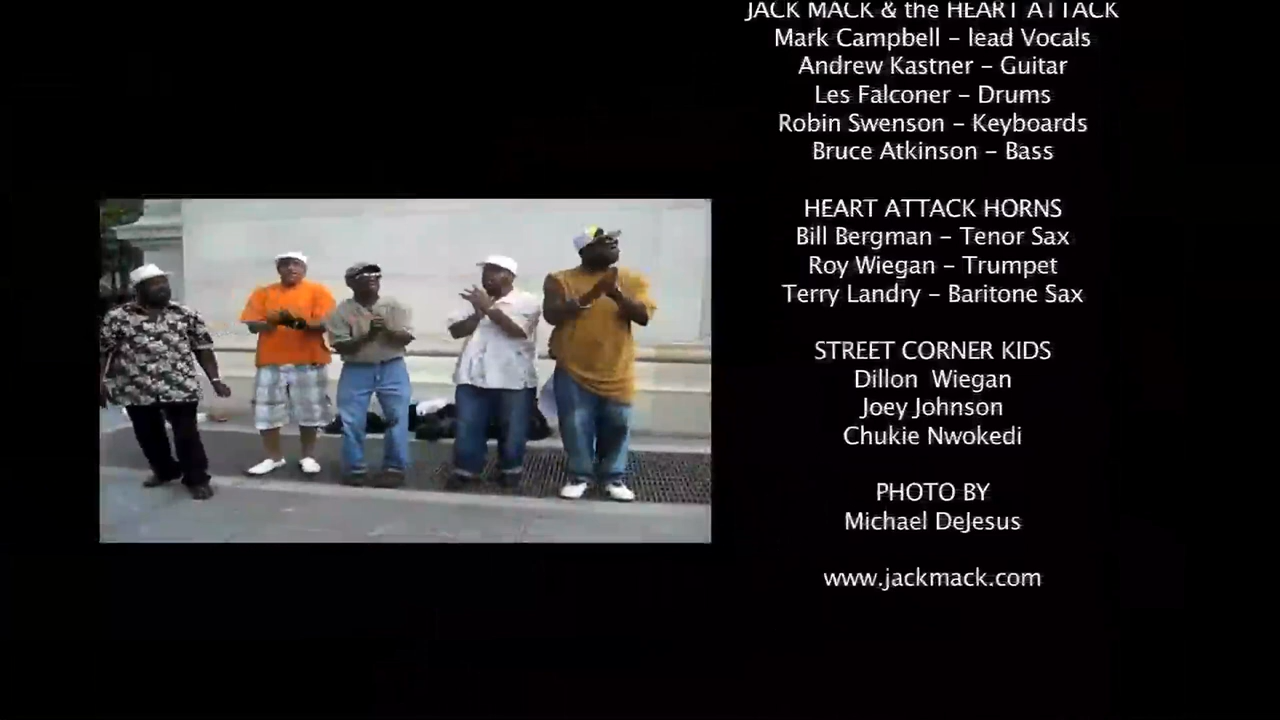 JACK MACK & the HEART ATTACK
Mark Campbell – lead Vocals
Andrew Kastner – Guitar
Les Falconer – Drums
Robin Swenson – Keyboards
Bruce Atkinson – Bass
HEART ATTACK HORNS
Bill Bergman – Tenor Sax
Roy Wiegan – Trumpet
Terry Landry – Baritone Sax
STREET CORNER KIDS
Dillon Wiegan
Joey Johnson
Chukie Nwokedi
PHOTO BY
Michael DeJesus
www.jackmack.com